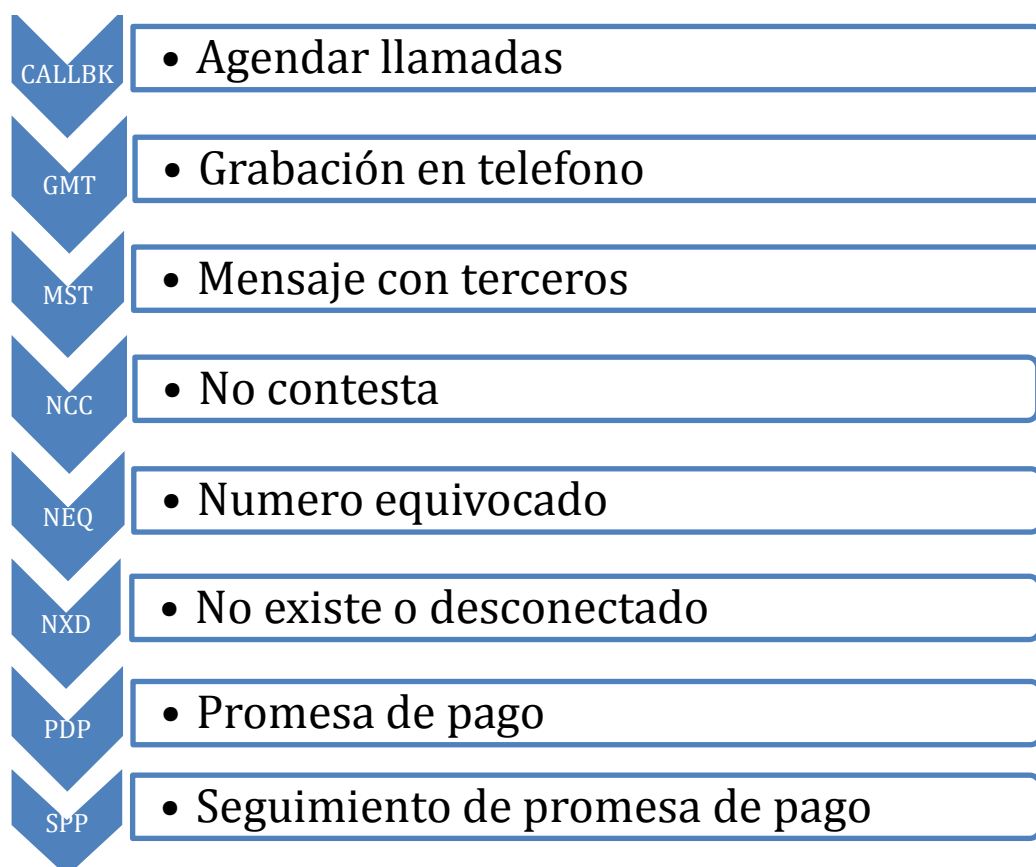 CALLBK
• Agendar llamadas
GMT
• Grabación en telefono
MST
• Mensaje con terceros
NCC
• No contesta
NEQ
• Numero equivocado
NXD
• No existe o desconectado
PDP
• Promesa de pago
SPP
• Seguimiento de promesa de pago